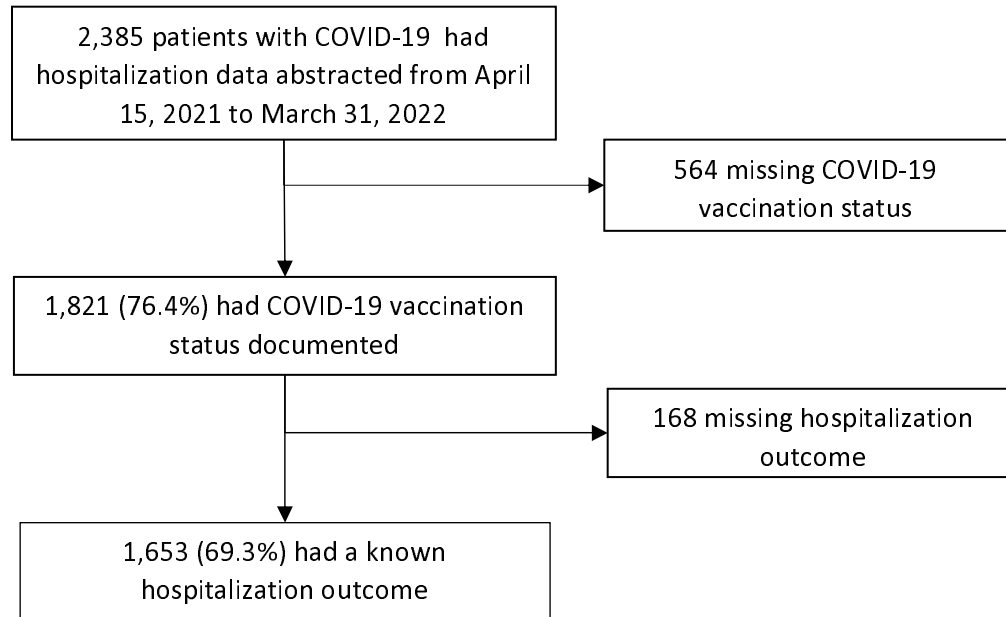 2,385 patients with COVID-19 had
hospitalization data abstracted from April
15, 2021 to March 31, 2022
564 missing COVID-19
vaccination status
1,821 (76.4%) had COVID-19 vaccination
status documented
168 missing hospitalization
outcome
1,653 (69.3%) had a known
hospitalization outcome